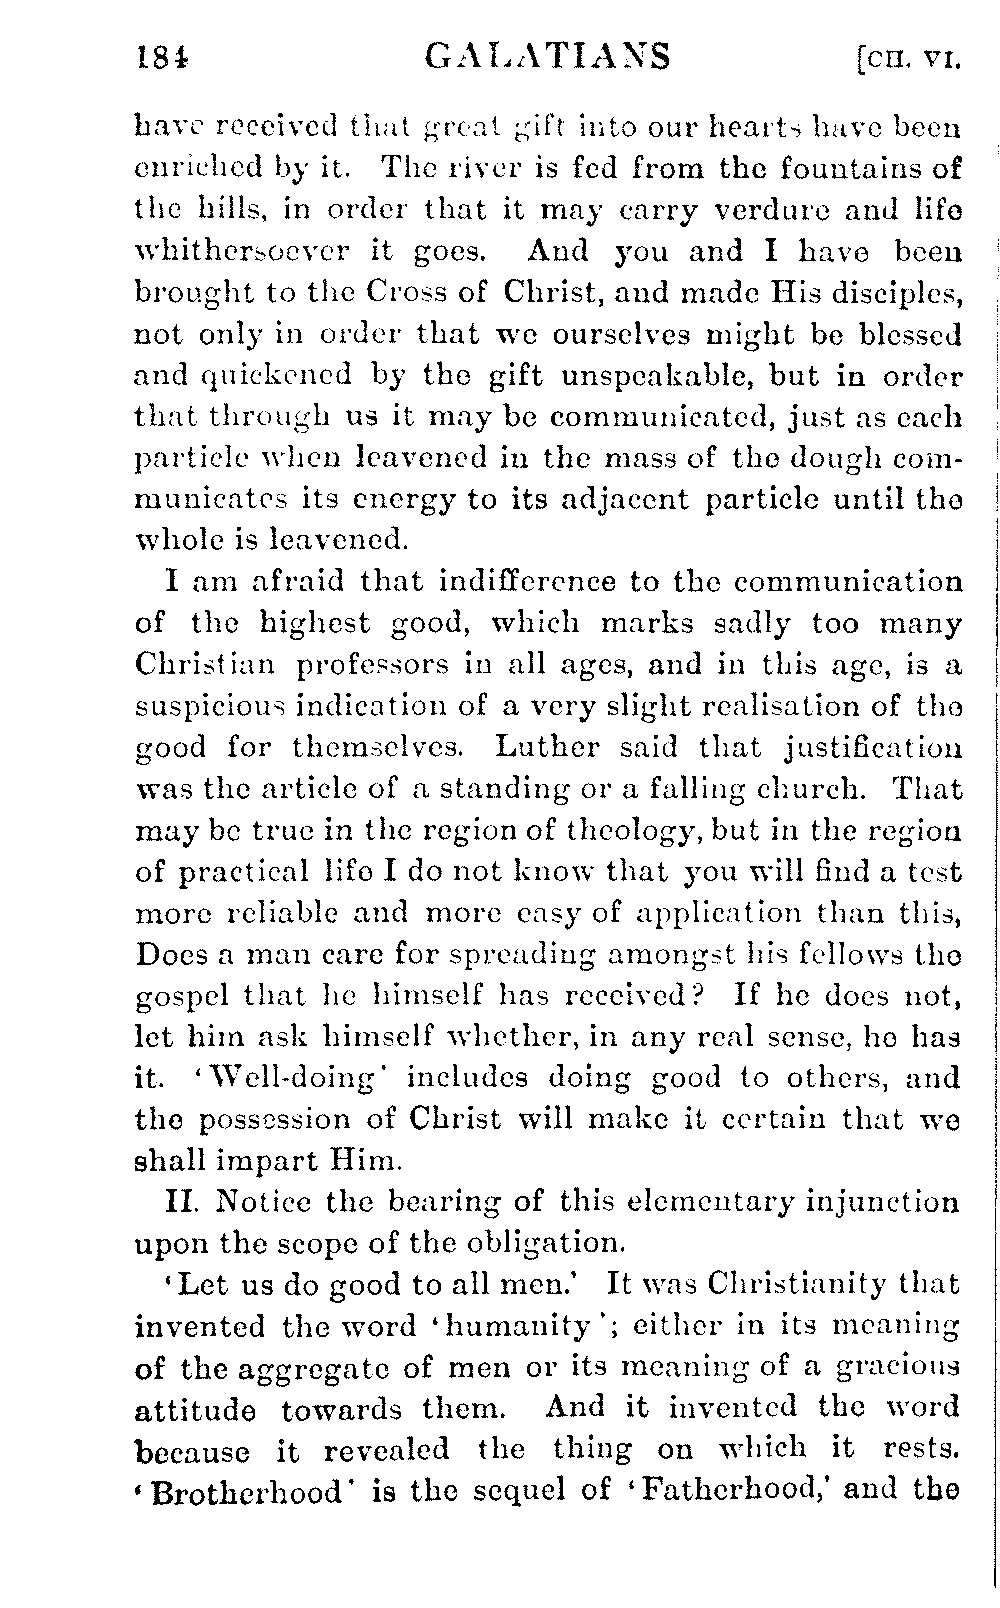 184 GALATIANS [CH. VI.
have received that great gift into our hearts have been
enriched by it. The river is fed from the fountains of
the hills, in order that it may carry verdure and life
whithersoever it goes. And you and I have been
brought to the Cross of Christ, and made His disciples,
not only in order that we ourselves might be blessed
and quickened by the gift unspeakable, but in order
that through us it may be communicated, just as each
particle when leavened in the mass of the dough com-
municates its energy to its adjacent particle until the
whole is leavened.
I am afraid that indifference to the communication
of the highest good, which marks sadly too many
Christian professors in all ages, and in this age, is a
suspicious indication of a very slight realisation of the
good for themselves. Luther said that justification
was the article of a standing or a falling church. That
may be true in the region of theology, but in the region
of practical life I do not know that you will find a test
more reliable and more easy of application than this,
Does a man care for spreading amongst his fellows the
gospel that he himself has received? If he does not,
let him ask himself whether, in any real sense, he has
it. 'Well-doing' includes doing good to others, and
the possession of Christ will make it certain that we
shall impart Him.
II. Notice the bearing of this elementary injunction
upon the scope of the obligation.
'Let us do good to all men.' It was Christianity that
invented the word 'humanity'; either in its meaning
of the aggregate of men or its meaning of a gracious
attitude towards them. And it invented the word
because it revealed the thing on which it rests.
'Brotherhood' is the sequel of 'Fatherhood,' and the